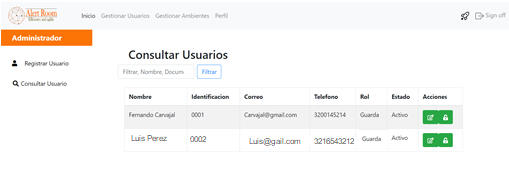 Alert Room
Inicio Gestionar Usuarios Gestionar Ambientes Perfil
Sign off
Administrador
Registrar Usuario
Consultar Usuario
Consultar Usuarios
Filtrar, Nombre, Docum
Filtrar
Nombre Identificacion Correo Telefono Rol Estado Acciones
Fernando Carvajal 0001 Carvajal@gmail.com 3200145214 Guarda Activo
Luis Perez 0002 Luis@gail.com 3216543212 Guarda Activo